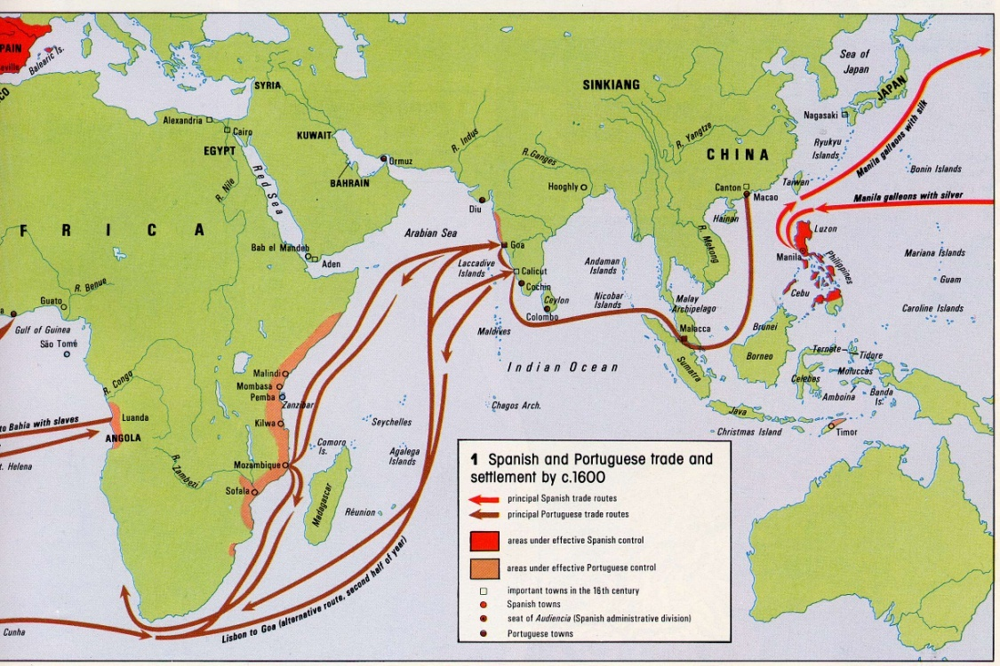 PAIN
Seville
Balearic Is.
CO
SYRIA
SINKIANG
Sea of
Japan
JAPAN
Alexandria
Cairo
EGYPT
KUWAIT
R. Indus
R. Yangtze
Nagasaki
Ormuz
R. Ganges
CHINA
Ryukyu
Islands
Manila galleons with silk
Red Sea
R. Nile
BAHRAIN
Hooghly
Canton
Macao
Taiwan
Bonin Islands
Diu
Manila galleons with silver
FRICA
Arabian Sea
Hainan
R. Mekong
Luzon
Bab el Mandeb
Aden
Goa
Manila
Philippines
Mariana Islands
Laccadive
Islands
Calicut
Andaman
Islands
Guam
R. Benue
Cochin
Cebu
Guato
Ceylon
Nicobar
Islands
Malay
Archipelago
Caroline Islands
a
Gulf of Guinea
Colombo
Maldives
Malacca
Brunei
São Tomé
Borneo
Ternete
Tidore
Moluccas
Indian Ocean
Sumatra
Celebes
Amboina
Banda
Is.
R. Congo
Malindi
Mombasa
Pemba
Zanzibar
Chagos Arch.
Java
to Bahia with slaves
Luanda
ANGOLA
Kilwa
Seychelles
Christmas Island
Timor
t. Helena
Comoro
Is.
Agalega
Islands
R. Zambezi
Mozambique
Sofala
Madagascar
Réunion
Lisbon to Goa (alternative route, second half of year)
Cunha
1 Spanish and Portuguese trade and
settlement by c.1600
principal Spanish trade routes
principal Portuguese trade routes
areas under effective Spanish control
areas under effective Portuguese control
important towns in the 16th century
Spanish towns
seat of Audiencia (Spanish administrative division)
Portuguese towns